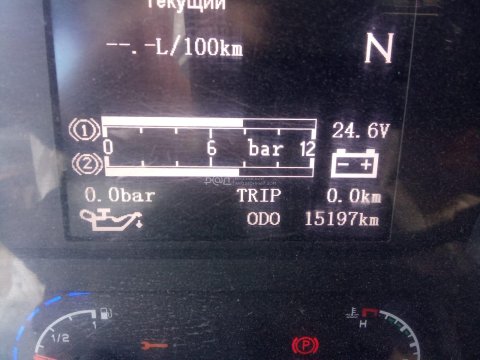 Текущий
--.-L/100km
N
1
24.6V
0 6 bar 12
2
- +
0.0bar TRIP 0.0km
ODO 15197km
1/2 1
P
H